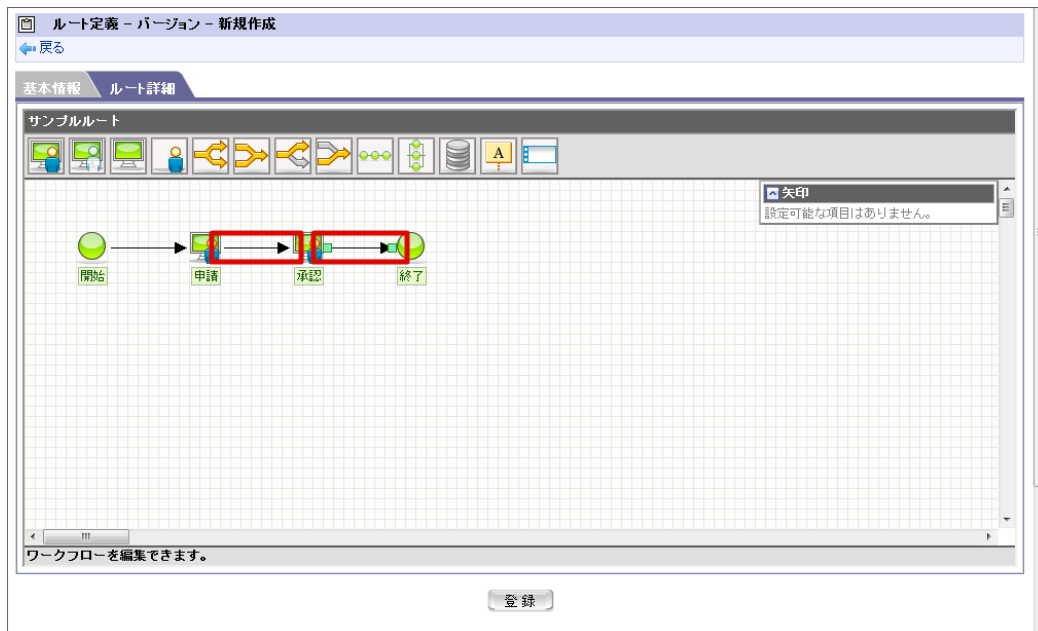 ルート定義 - バージョン - 新規作成
戻る
基本情報 ルート詳細
サンプルルート
A
矢印
設定可能な項目はありません。
開始 申請 承認 終了
ワークフローを編集できます。
登録